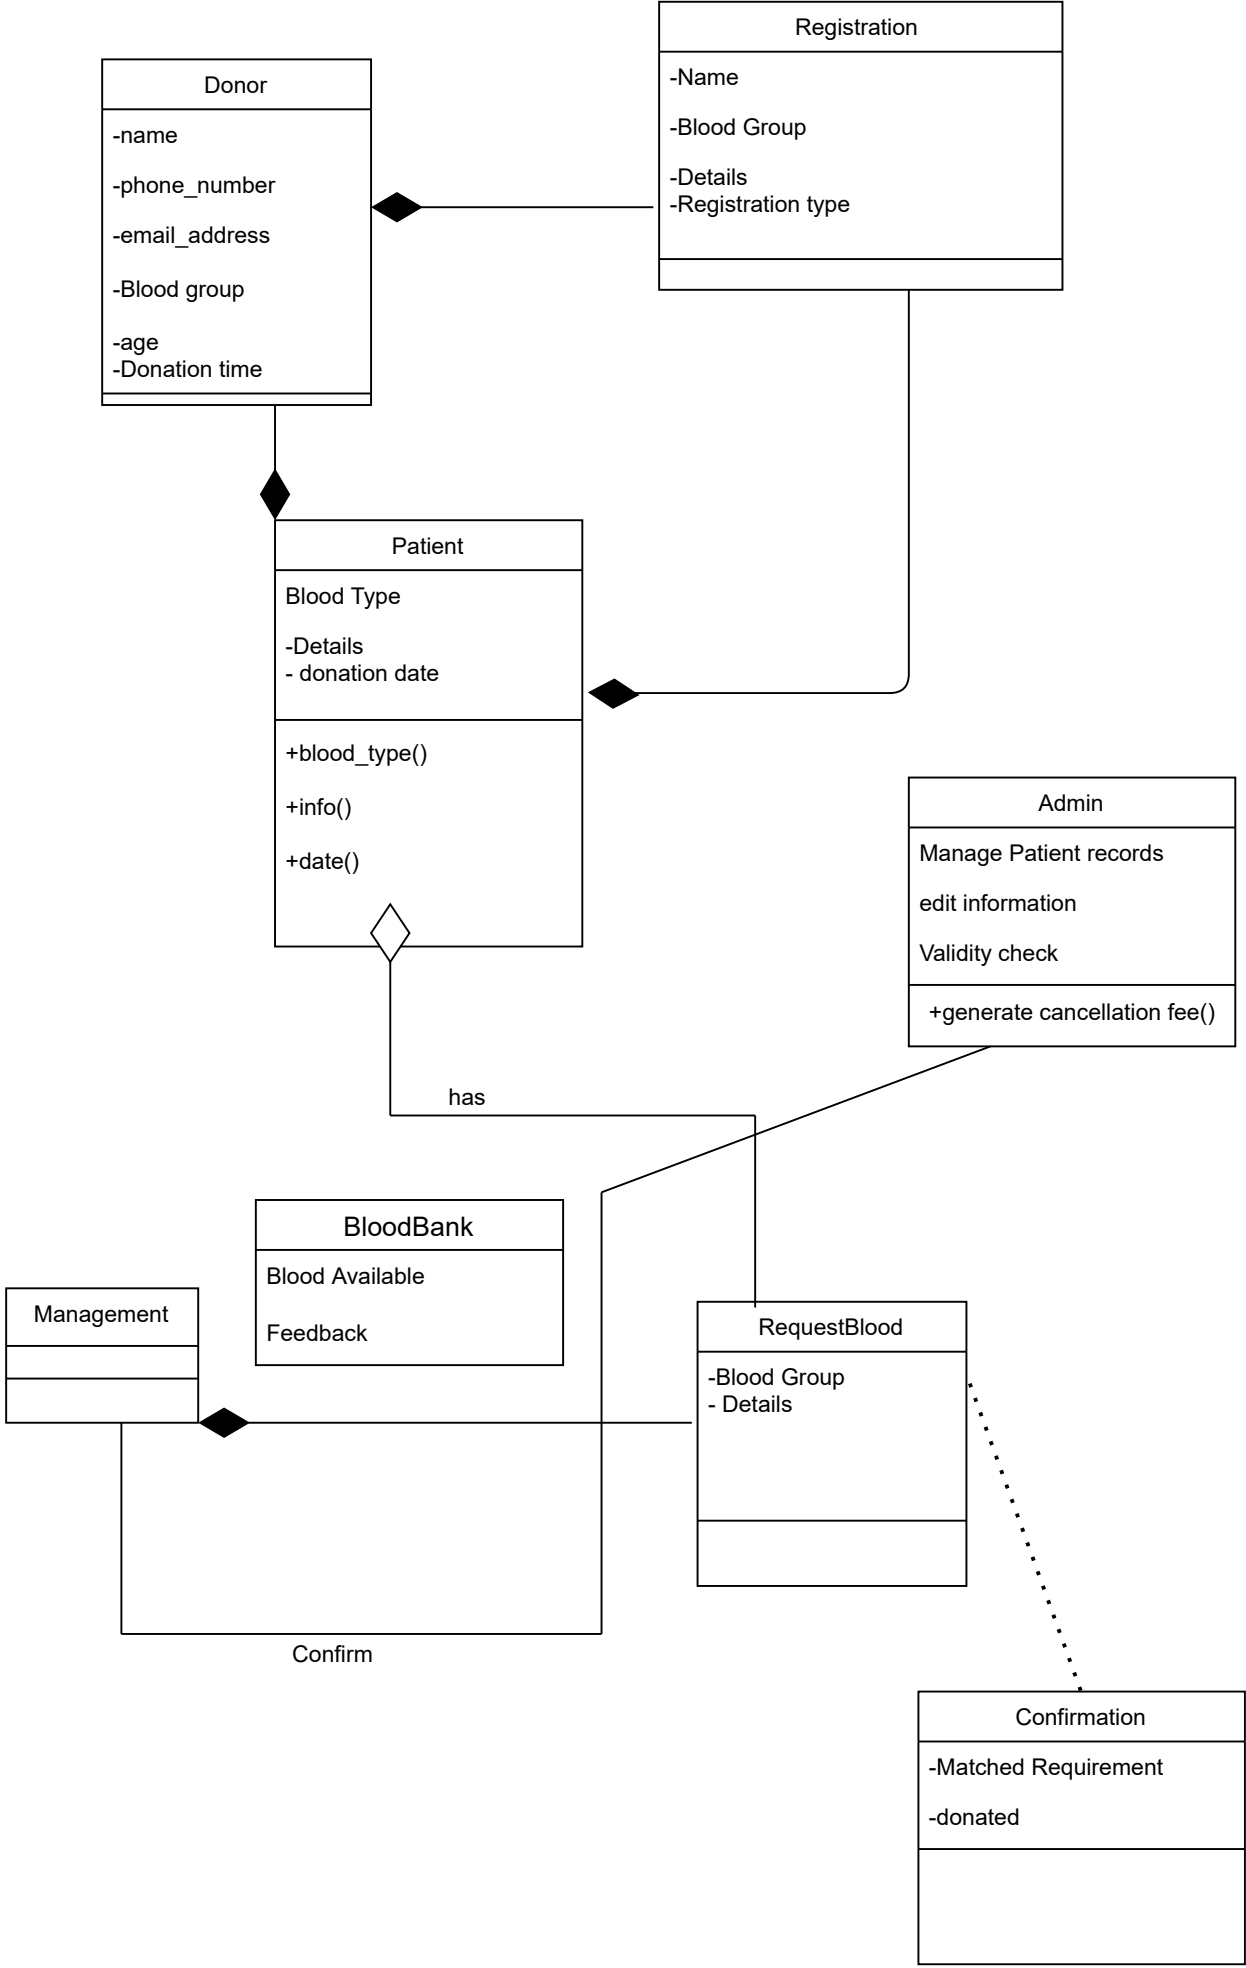 Registration
-Name
-Blood Group
-Details
-Registration type
Donor
-name
-phone_number
-email_address
-Blood group
-age
-Donation time
Patient
Blood Type
-Details
- donation date
+blood_type()
+info()
+date()
Admin
Manage Patient records
edit information
Validity check
+generate cancellation fee()
has
BloodBank
Blood Available
Feedback
Management
RequestBlood
-Blood Group
- Details
Confirm
Confirmation
-Matched Requirement
-donated